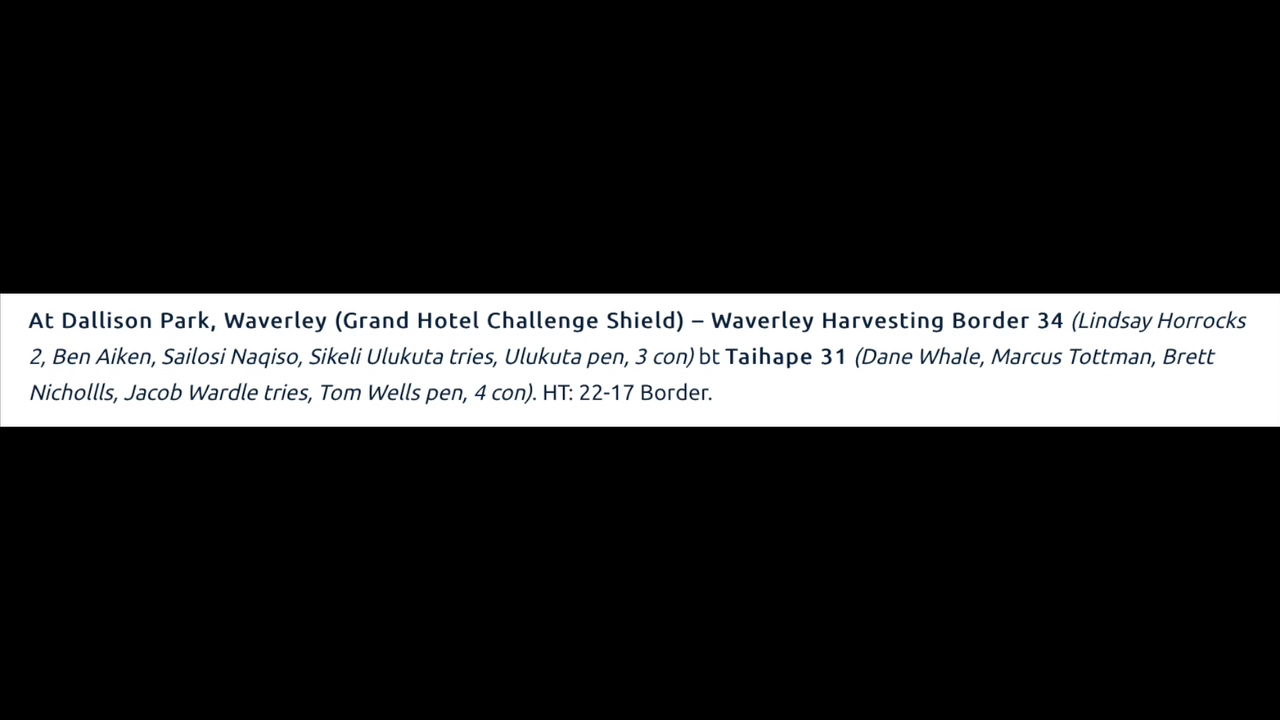 At Dallison Park, Waverley (Grand Hotel Challenge Shield) – Waverley Harvesting Border 34 (Lindsay Horrocks
2, Ben Aiken, Sailosi Naqiso, Sikeli Ulukuta tries, Ulukuta pen, 3 con) bt Taihape 31 (Dane Whale, Marcus Tottman, Brett
Nichollls, Jacob Wardle tries, Tom Wells pen, 4 con). HT: 22-17 Border.